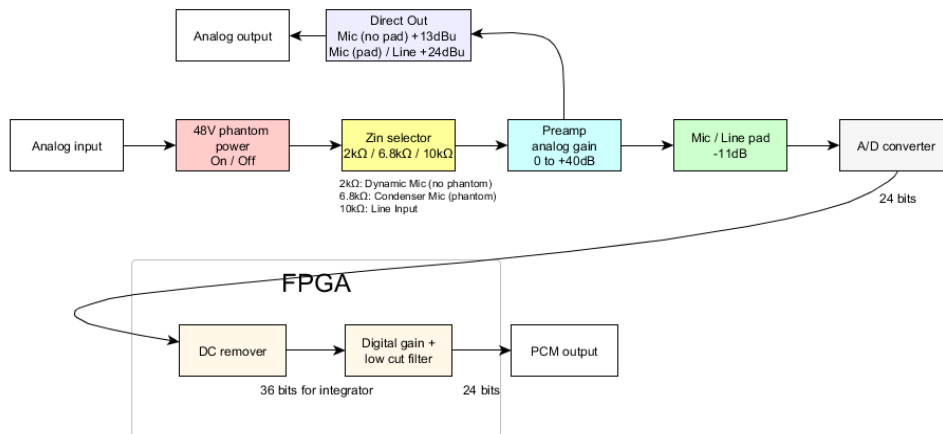 Analog output
Direct Out
Mic (no pad) +13dBu
Mic (pad) / Line +24dBu
Analog input
48V phantom
power
On / Off
Zin selector
2kΩ / 6.8kΩ / 10kΩ
Preamp
analog gain
0 to +40dB
Mic / Line pad
-11dB
A/D converter
2kΩ: Dynamic Mic (no phantom)
6.8kΩ: Condenser Mic (phantom)
10kΩ: Line Input
24 bits
FPGA
DC remover
Digital gain +
low cut filter
PCM output
36 bits for integrator
24 bits